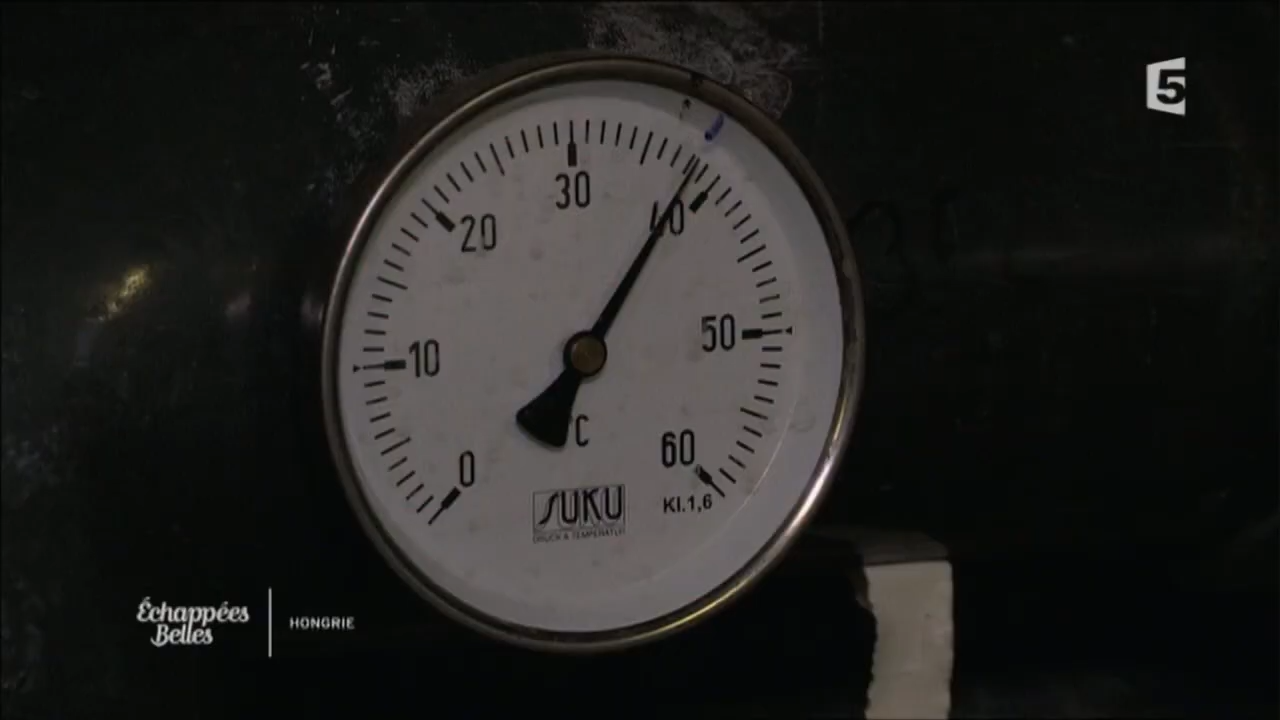 5
30
20
40
50
10
°C
60
0
SUKU
DRUCK & TEMPERATUR
Kl.1,6
Échappées
Belles
HONGRIE